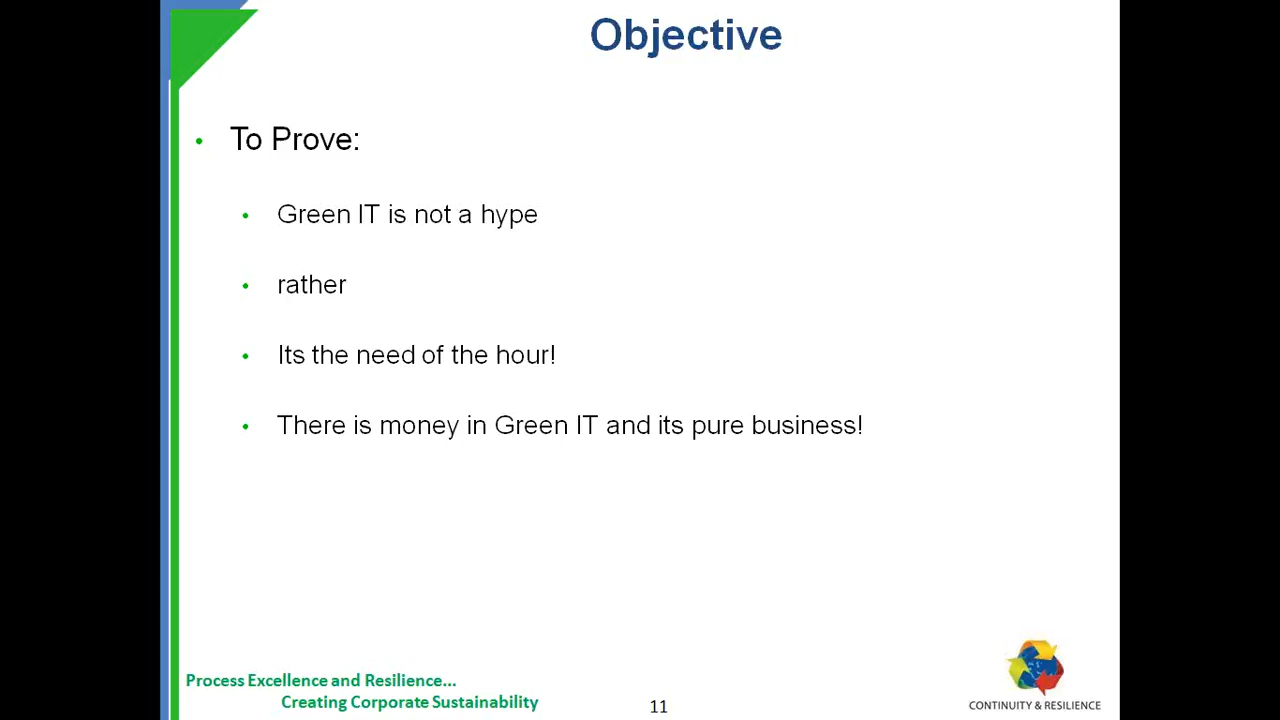 Objective
• To Prove:
• Green IT is not a hype
• rather
• Its the need of the hour!
• There is money in Green IT and its pure business!
Process Excellence and Resilience...
Creating Corporate Sustainability
11
CONTINUITY & RESILIENCE